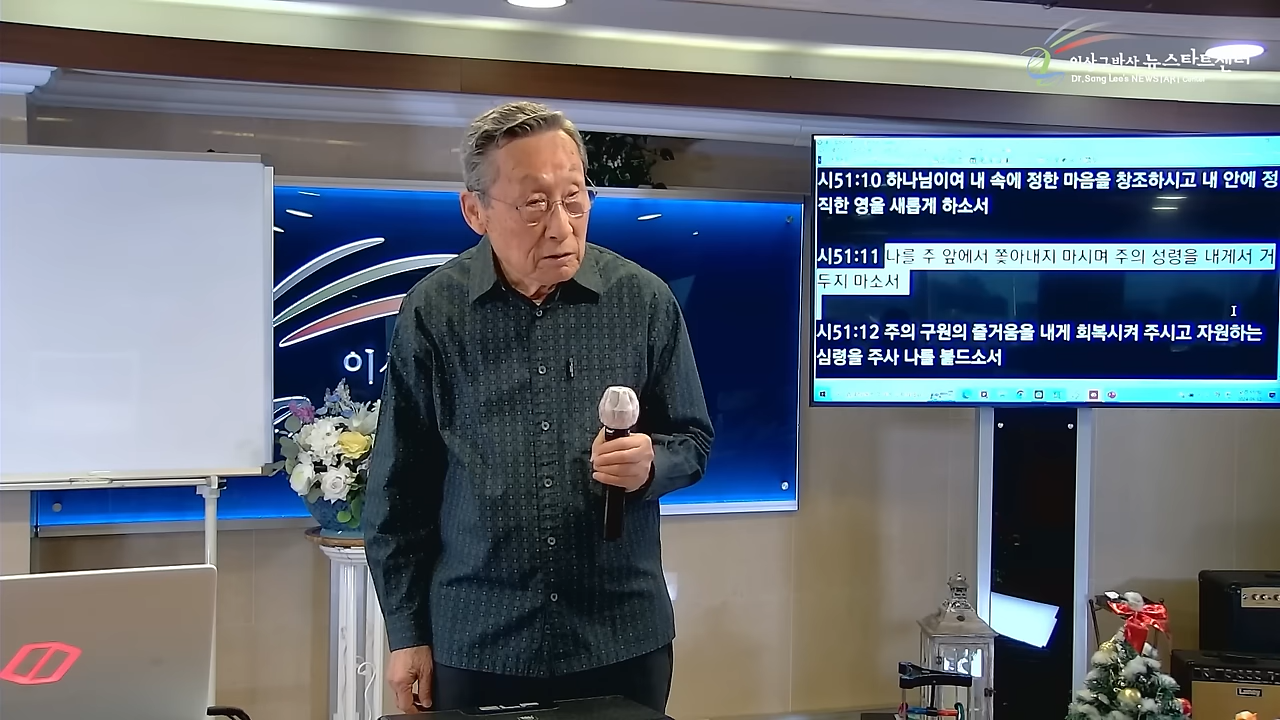 이상구박사 뉴스타트센터
Dr.Sang Lee's NEWSTART Center
시51:10 하나님이여 내 속에 정한 마음을 창조하시고 내 안에 정
직한 영을 새롭게 하소서
시51:11 나를 주 앞에서 쫓아내지 마시며 주의 성령을 내게서 거
두지 마소서
시51:12 주의 구원의 즐거움을 내게 회복시켜 주시고 자원하는
심령을 주사 나를 붙드소서
이
Laney